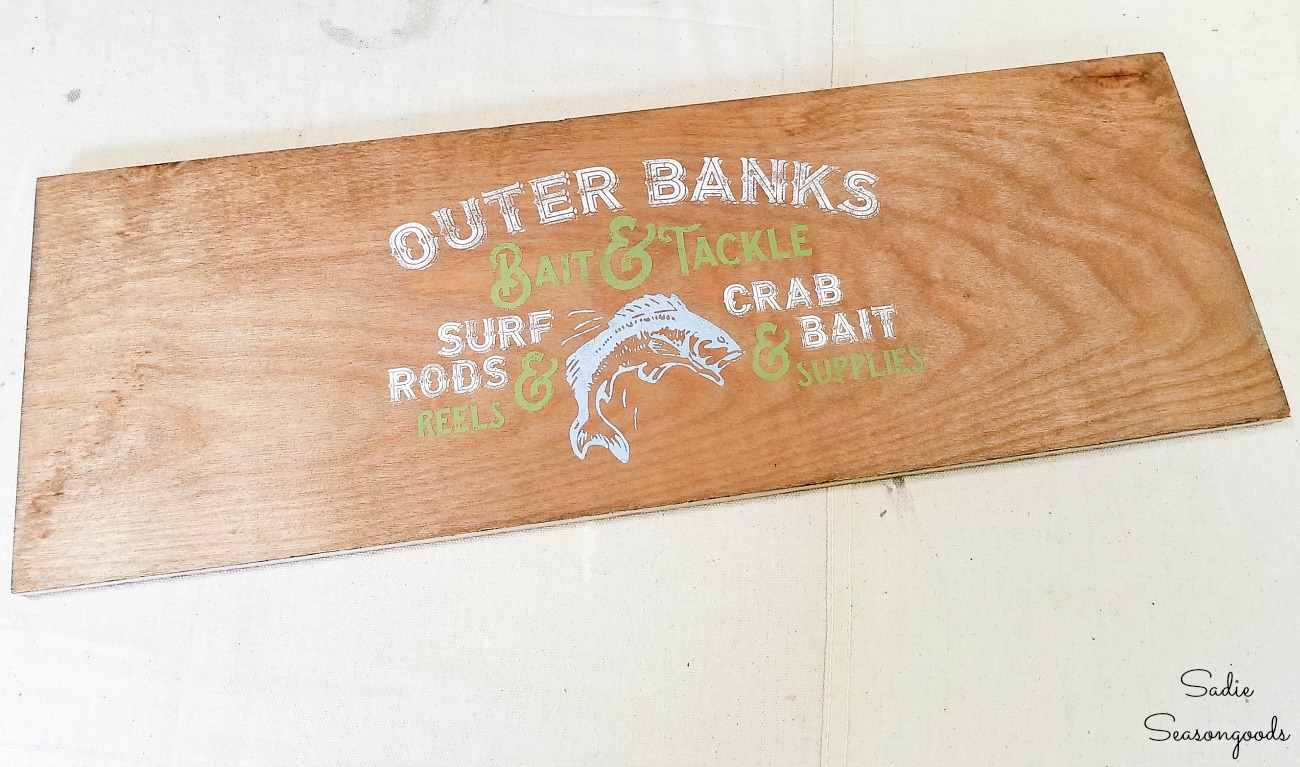 OUTER BANKS
BAIT & TACKLE
SURF
RODS &
REELS
CRAB
& BAIT
SUPPLIES
Sadie
Seasongoods